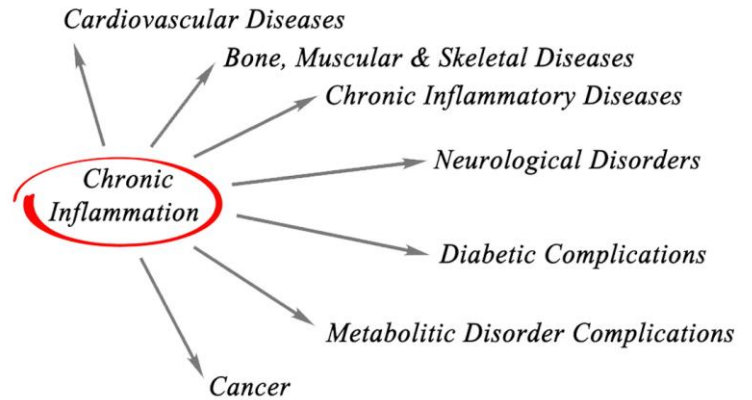 Cardiovascular Diseases
Bone, Muscular & Skeletal Diseases
Chronic Inflammatory Diseases
Neurological Disorders
Chronic
Inflammation
Diabetic Complications
Metabolitic Disorder Complications
Cancer